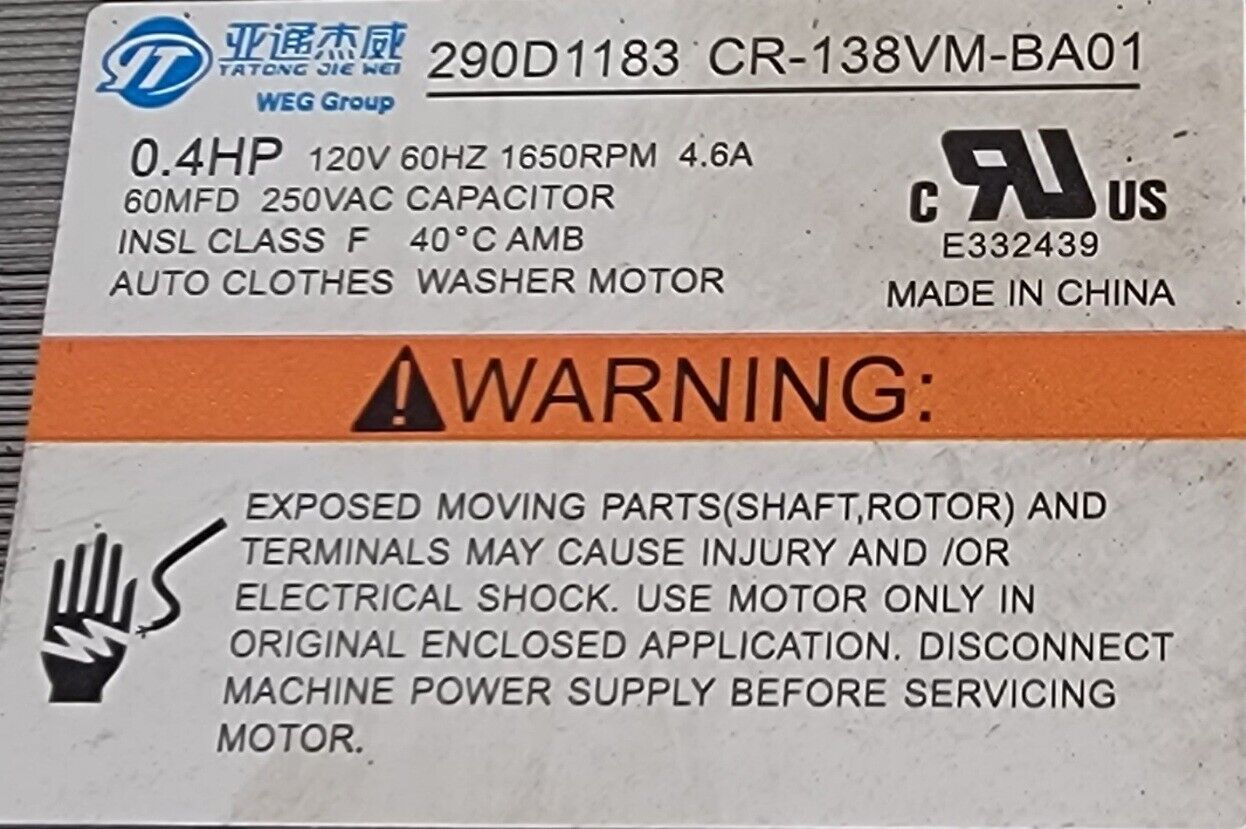 亚通杰威
YATONG JIE WEI
WEG Group
290D1183 CR-138VM-BA01
0.4HP 120V 60HZ 1650RPM 4.6A
60MFD 250VAC CAPACITOR
INSL CLASS F 40°C AMB
AUTO CLOTHES WASHER MOTOR
C RU US
E332439
MADE IN CHINA
WARNING:
EXPOSED MOVING PARTS(SHAFT,ROTOR) AND
TERMINALS MAY CAUSE INJURY AND /OR
ELECTRICAL SHOCK. USE MOTOR ONLY IN
ORIGINAL ENCLOSED APPLICATION. DISCONNECT
MACHINE POWER SUPPLY BEFORE SERVICING
MOTOR.